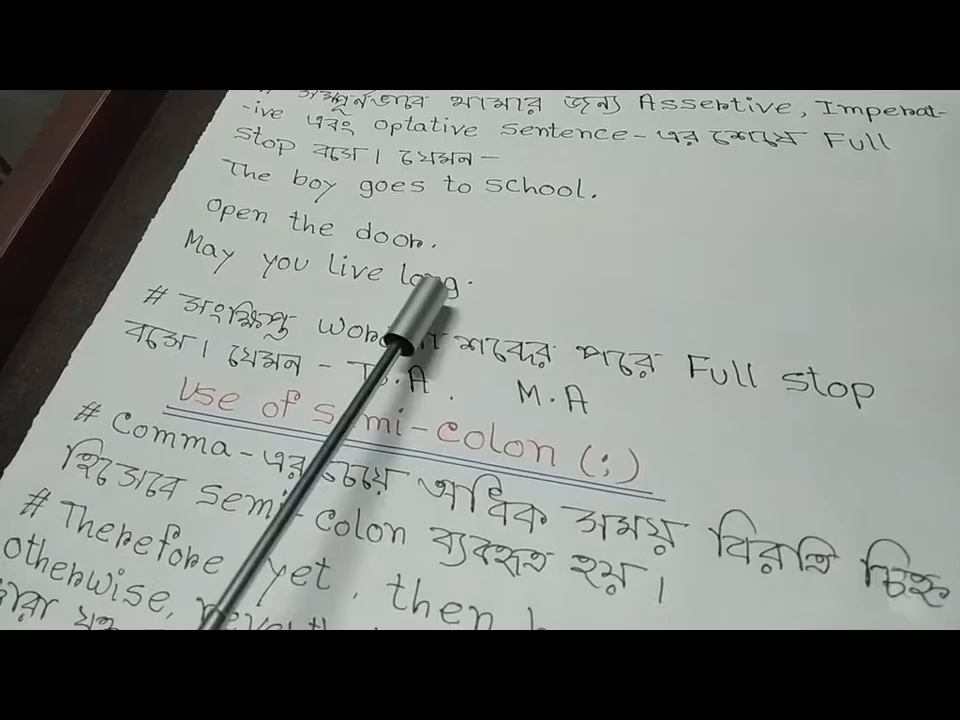 # সম্পূর্নভাবে থামার জন্য Assertive, Imperat-
-ive এবং optative sentence-এর শেষে Full
stop বসে। যেমন -
The boy goes to school.
open the door.
May you live long.
# সংক্ষিপ্ত word শব্দের পরে Full stop
বসে। যেমন - .A. M.A
Use of semi-colon (;)
# Comma-এর চেয়ে অধিক সময় বিরতি চিহ্ন
হিসেবে semi-colon ব্যবহৃত হয়।
# Therefore yet, then
otherwise,
দ্বারা